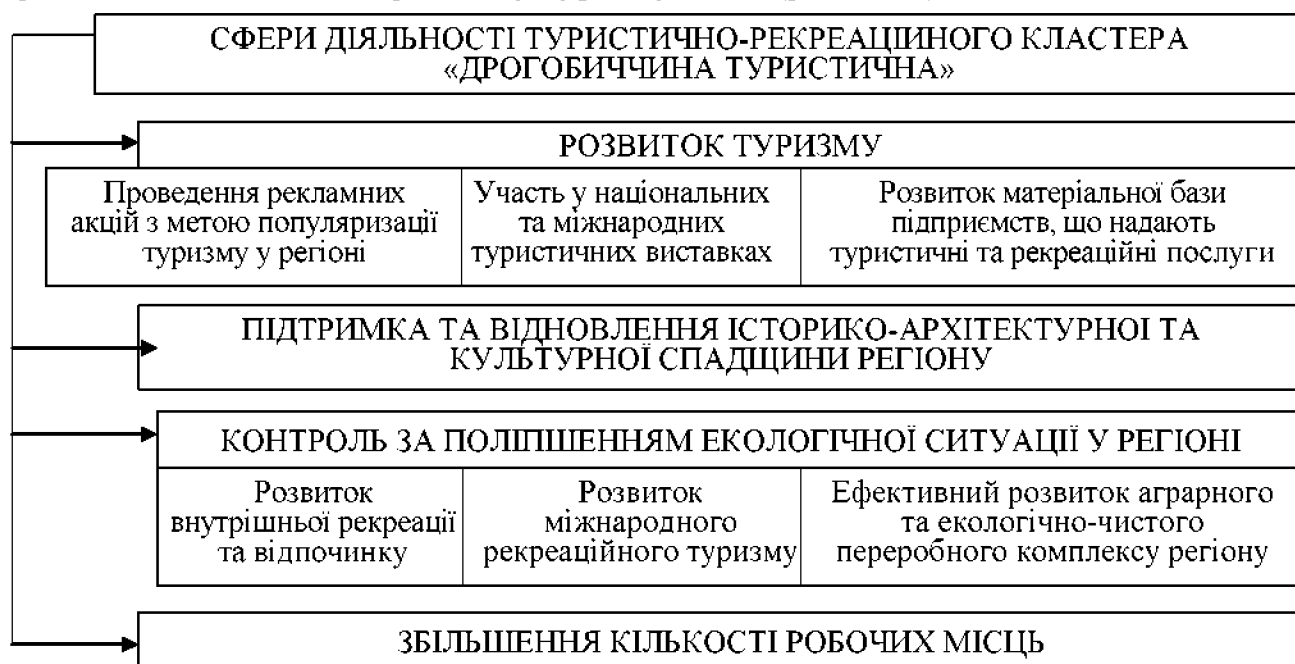 СФЕРИ ДІЯЛЬНОСТІ ТУРИСТИЧНО-РЕКРЕАЦІЙНОГО КЛАСТЕРА
«ДРОГОБИЧЧИНА ТУРИСТИЧНА»
РОЗВИТОК ТУРИЗМУ
Проведення рекламних
акцій з метою популяризації
туризму у регіоні
Участь у національних
та міжнародних
туристичних виставках
Розвиток матеріальної бази
підприємств, що надають
туристичні та рекреаційні послуги
ПІДТРИМКА ТА ВІДНОВЛЕННЯ ІСТОРИКО-АРХІТЕКТУРНОЇ ТА
КУЛЬТУРНОЇ СПАДЩИНИ РЕГІОНУ
КОНТРОЛЬ ЗА ПОЛІПШЕННЯМ ЕКОЛОГІЧНОЇ СИТУАЦІЇ У РЕГІОНІ
Розвиток
внутрішньої рекреації
та відпочинку
Розвиток
міжнародного
рекреаційного туризму
Ефективний розвиток аграрного
та екологічно-чистого
переробного комплексу регіону
ЗБІЛЬШЕННЯ КІЛЬКОСТІ РОБОЧИХ МІСЦЬ